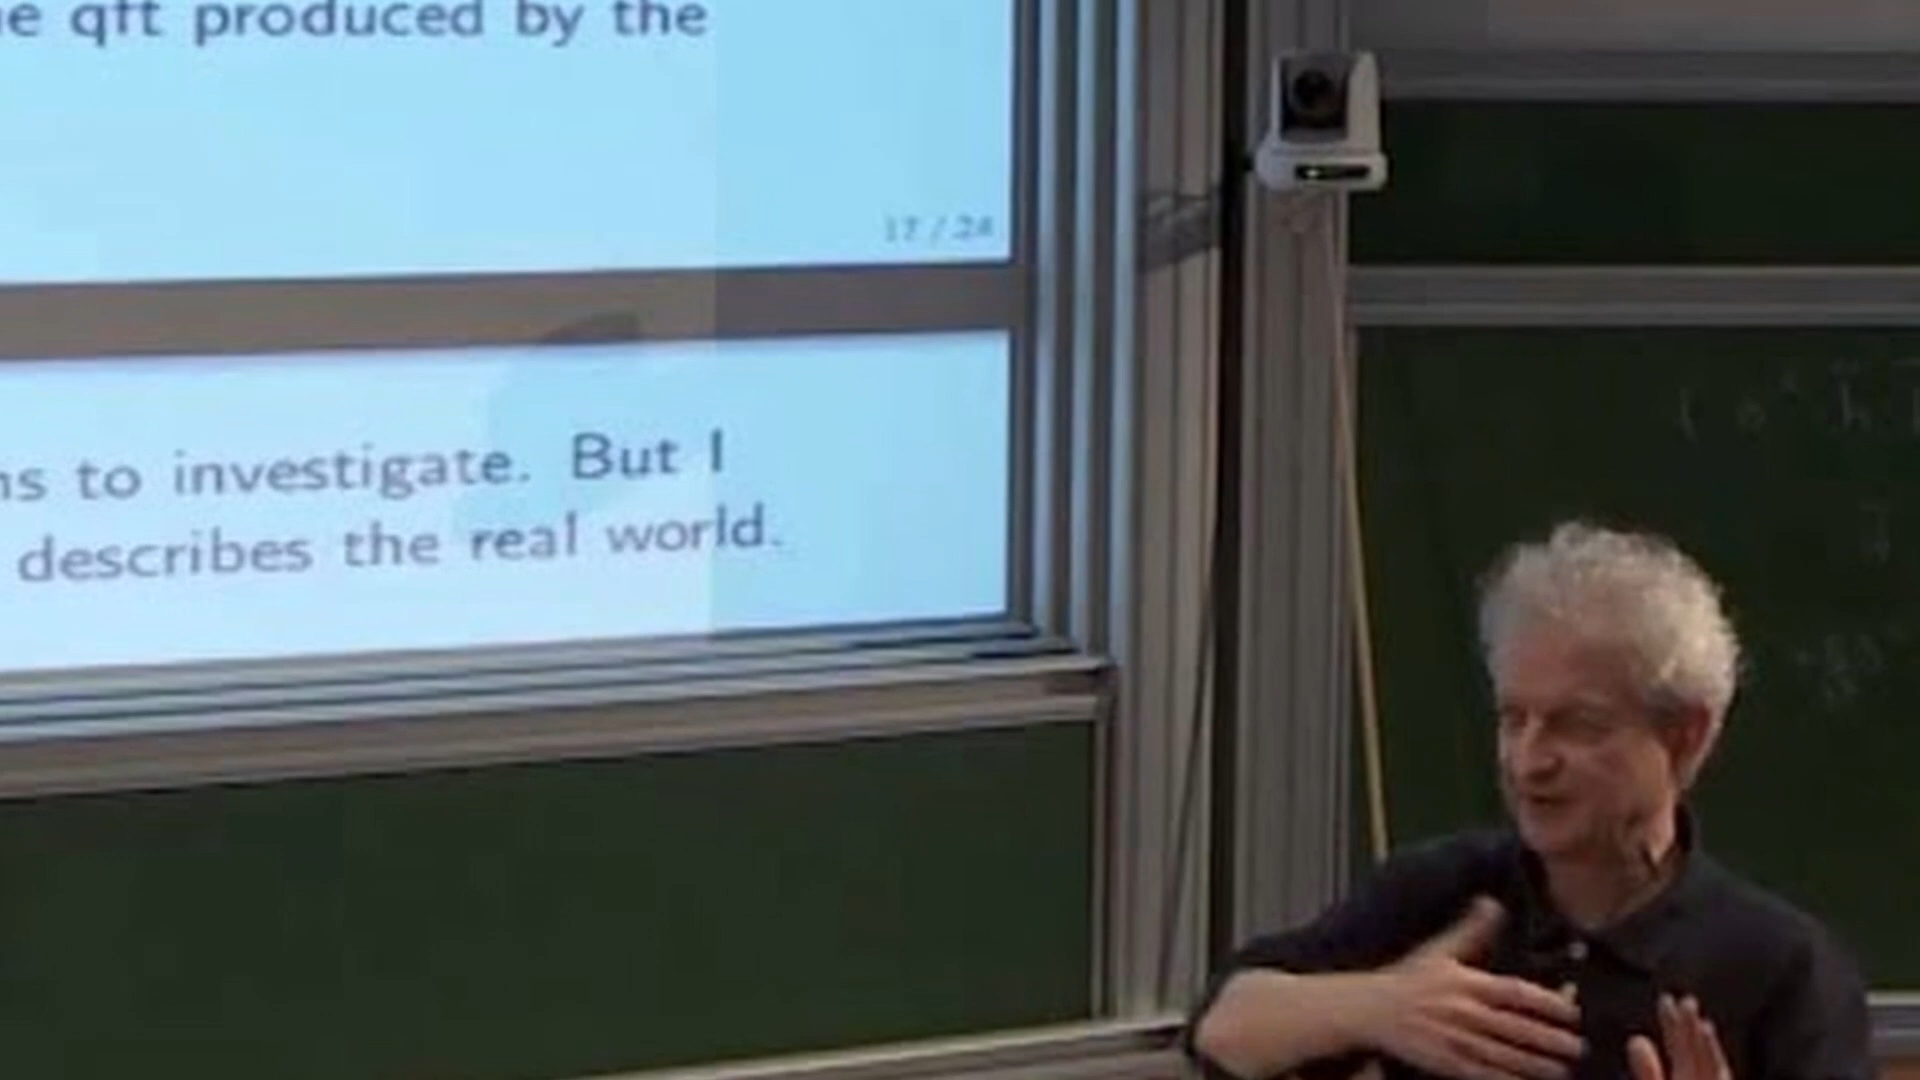 qft produced by the
17 / 24
to investigate. But I
describes the real world.